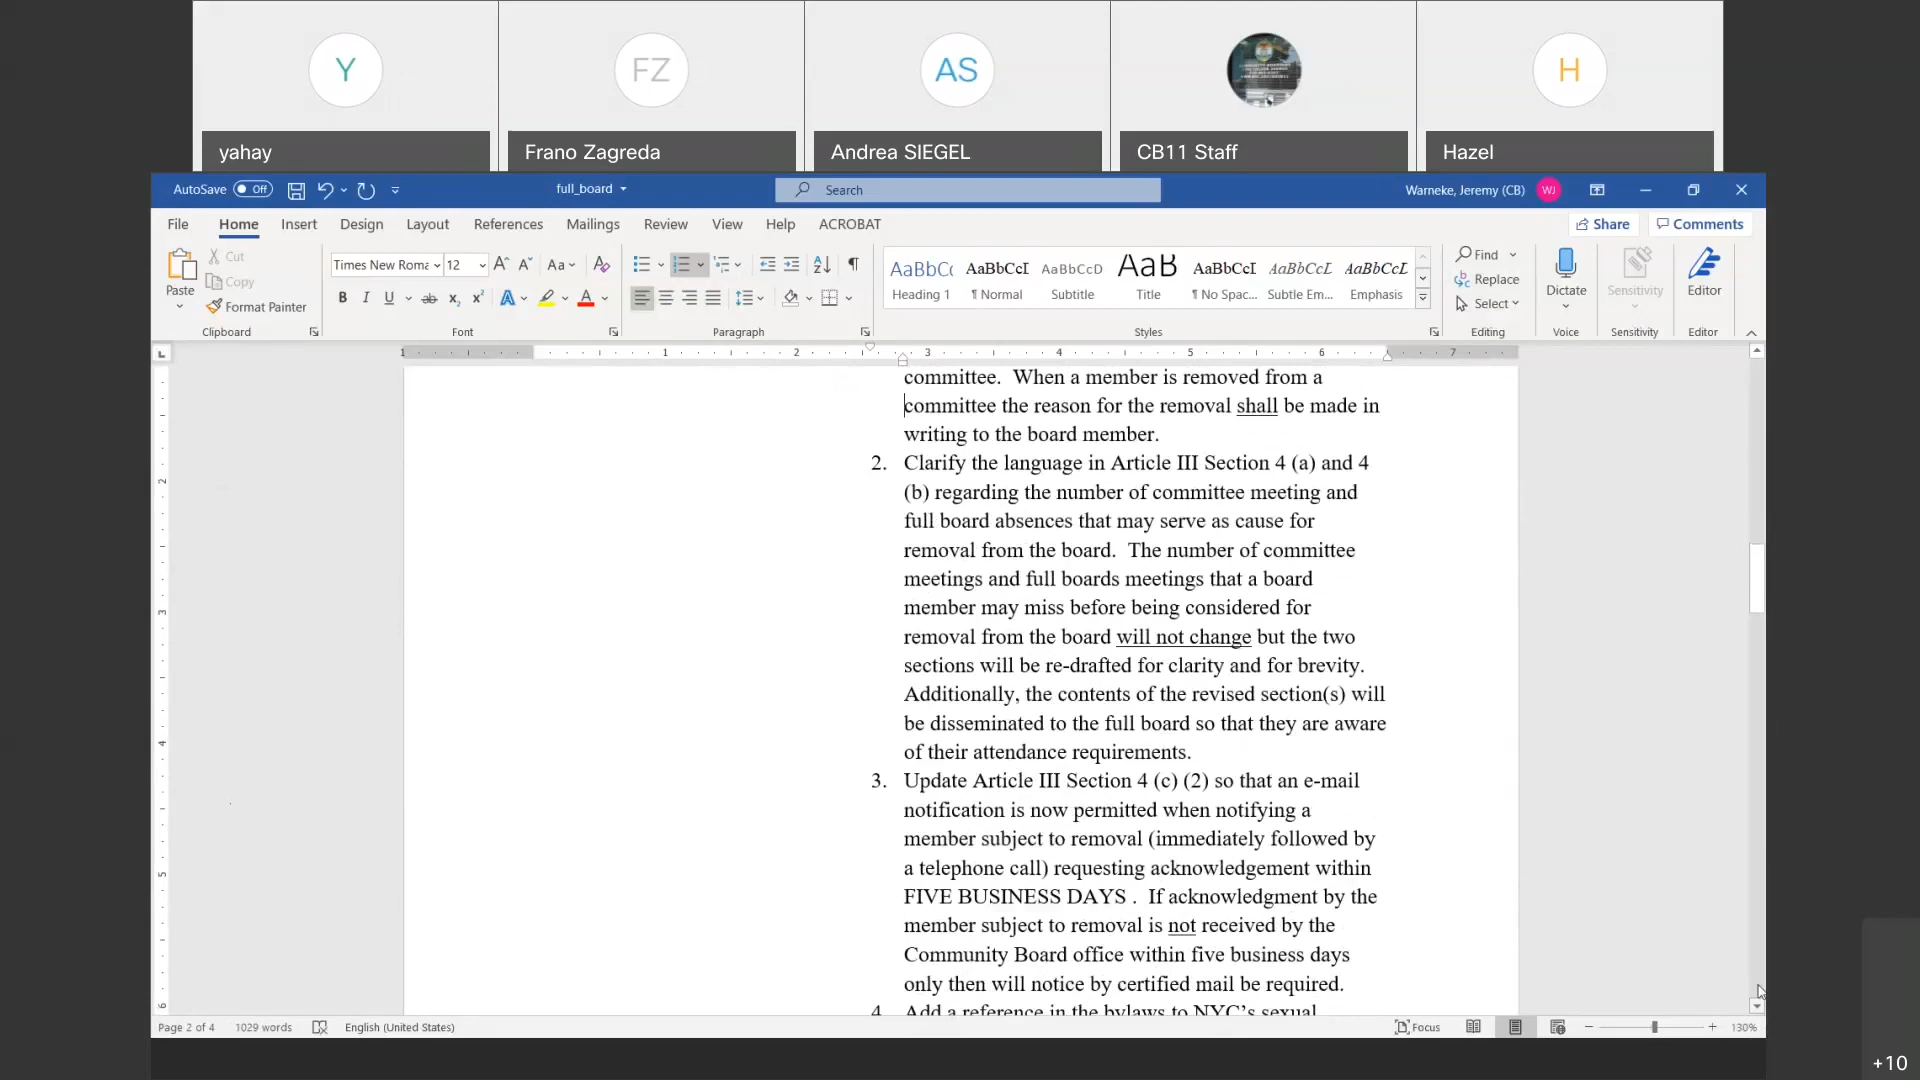 Y
FZ
AS
H
yahay
Frano Zagreda
Andrea SIEGEL
CB11 Staff
Hazel
AutoSave Off
full_board
Search
Warneke, Jeremy (CB) WJ
File Home Insert Design Layout References Mailings Review View Help ACROBAT
Share Comments
Paste
Cut
Copy
Format Painter
Clipboard
Times New Roma 12
Font
Paragraph
AaBbCc AaBbCcI AaBbCcD AaB AaBbCcI AaBbCcL AaBbCcL
Heading 1 ¶ Normal Subtitle Title ¶ No Spac... Subtle Em... Emphasis
Styles
Find
Replace
Select
Editing
Dictate
Voice
Sensitivity
Sensitivity
Editor
Editor
1 1 2 3 4 5 6 7
committee. When a member is removed from a
committee the reason for the removal shall be made in
writing to the board member.
2. Clarify the language in Article III Section 4 (a) and 4
(b) regarding the number of committee meeting and
full board absences that may serve as cause for
removal from the board. The number of committee
meetings and full boards meetings that a board
member may miss before being considered for
removal from the board will not change but the two
sections will be re-drafted for clarity and for brevity.
Additionally, the contents of the revised section(s) will
be disseminated to the full board so that they are aware
of their attendance requirements.
3. Update Article III Section 4 (c) (2) so that an e-mail
notification is now permitted when notifying a
member subject to removal (immediately followed by
a telephone call) requesting acknowledgement within
FIVE BUSINESS DAYS . If acknowledgment by the
member subject to removal is not received by the
Community Board office within five business days
only then will notice by certified mail be required.
4. Add a reference in the bylaws to NYC's sexual
Page 2 of 4 1029 words English (United States)
Focus 130%
+10